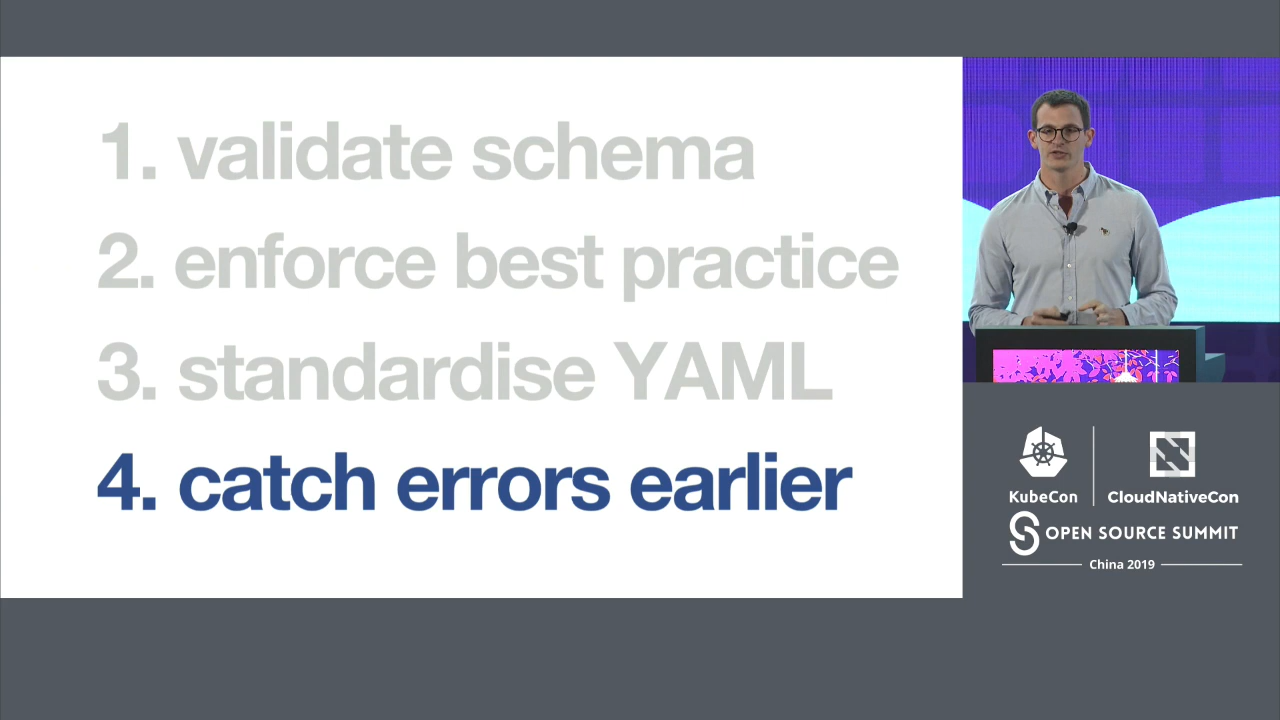 1. validate schema
2. enforce best practice
3. standardise YAML
4. catch errors earlier
KubeCon
CloudNativeCon
OPEN SOURCE SUMMIT
China 2019